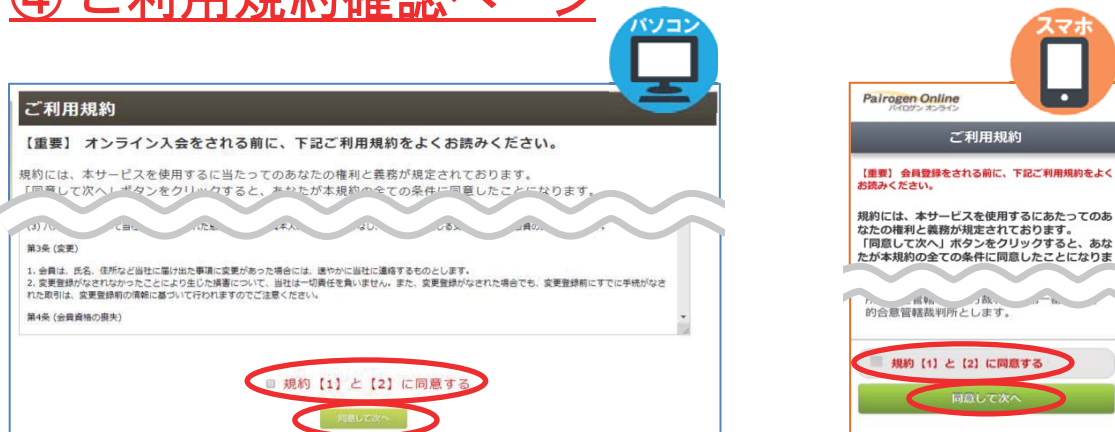 ④ ご利用規約確認ページ
パソコン
ご利用規約
【重要】 オンライン入会をされる前に、下記ご利用規約をよくお読みください。
規約には、本サービスを使用するに当たってのあなたの権利と義務が規定されております。
「同意して次へ」ボタンをクリックすると、あなたが本規約の全ての条件に同意したことになります。
第3条 (変更)
1. 会員は、氏名、住所など当社に届け出た事項に変更があった場合には、速やかに当社に連絡するものとします。
2. 変更登録がなされなかったことにより生じた損害について、当社は一切責任を負いません。また、変更登録がなされた場合でも、変更登録前にすでに手続がなさ
れた取引は、変更登録前の情報に基づいて行われますのでご注意ください。
第4条 (会員資格の喪失)
規約【1】と【2】に同意する
同意して次へ
スマホ
Pairogen Online
パイロゲン オンライン
ご利用規約
【重要】 会員登録をされる前に、下記ご利用規約をよく
お読みください。
規約には、本サービスを使用するにあたってのあ
なたの権利と義務が規定されております。
「同意して次へ」ボタンをクリックすると、あな
たが本規約の全ての条件に同意したことになりま
的合意管轄裁判所とします。
規約【1】と【2】に同意する
同意して次へ